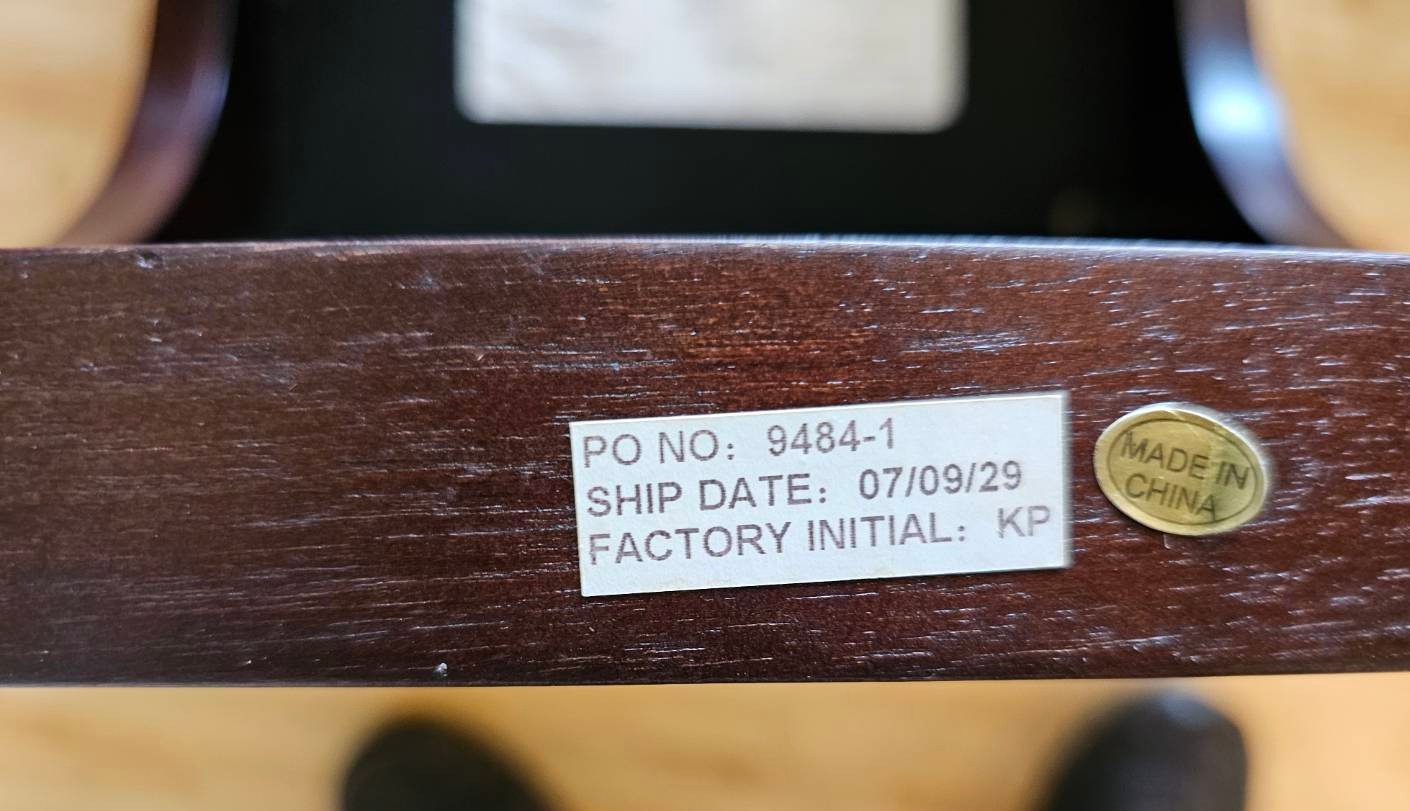 PO NO: 9484-1
SHIP DATE: 07/09/29
FACTORY INITIAL: KP
MADE IN
CHINA